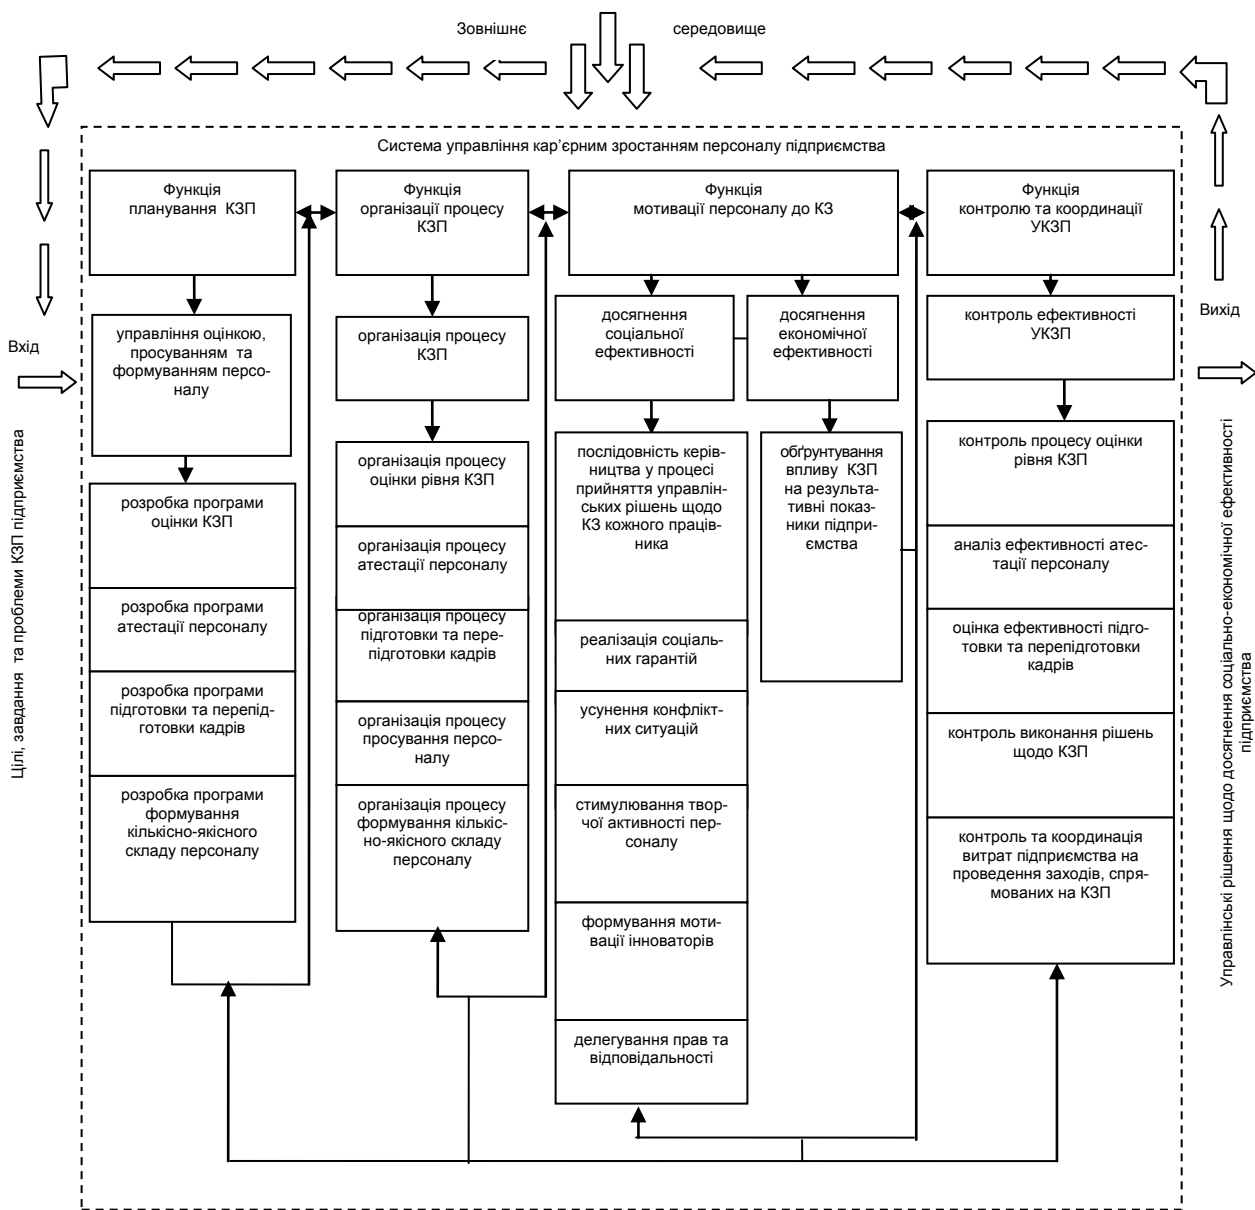 Зовнішнє середовище
Система управління кар’єрним зростанням персоналу підприємства
Вхід
Цілі, завдання та проблеми КЗП підприємства
Функція
планування КЗП
управління оцінкою,
просуванням та
формуванням персо-
налу
розробка програми
оцінки КЗП
розробка програми
атестації персоналу
розробка програми
підготовки та перепід-
готовки кадрів
розробка програми
формування
кількісно-якісного
складу персоналу
Функція
організації процесу
КЗП
організація процесу
КЗП
організація процесу
оцінки рівня КЗП
організація процесу
атестації персоналу
організація процесу
підготовки та пере-
підготовки кадрів
організація процесу
просування персо-
налу
організація процесу
формування кількіс-
но-якісного складу
персоналу
Функція
мотивації персоналу до КЗ
досягнення
соціальної
ефективності
послідовність керів-
ництва у процесі
прийняття управлін-
ських рішень щодо
КЗ кожного праців-
ника
реалізація соціаль-
них гарантій
усунення конфлік-
тних ситуацій
стимулювання твор-
чої активності пер-
соналу
формування моти-
вації інноваторів
делегування прав та
відповідальності
досягнення
економічної
ефективності
обґрунтування
впливу КЗП
на результа-
тивні показ-
ники підпри-
ємства
Функція
контролю та координації
УКЗП
контроль ефективності
УКЗП
контроль процесу оцінки
рівня КЗП
аналіз ефективності атес-
тації персоналу
оцінка ефективності підго-
товки та перепідготовки
кадрів
контроль виконання рішень
щодо КЗП
контроль та координація
витрат підприємства на
проведення заходів, спря-
мованих на КЗП
Вихід
Управлінські рішення щодо досягнення соціально-економічної ефективності
підприємства